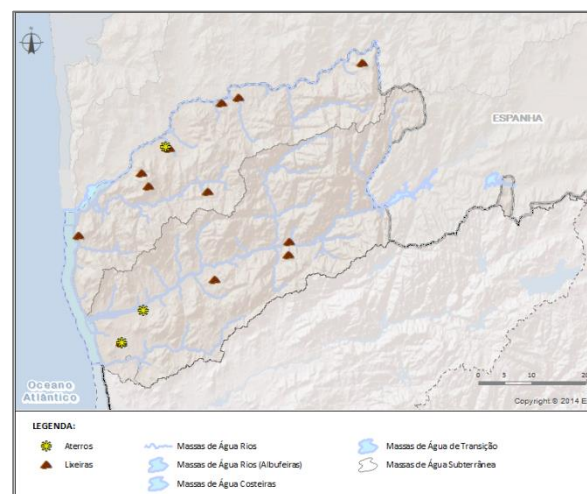 ESPANHA
Oceano
Atlântico
0 5 10 20
Copyright © 2014 E
LEGENDA:
Aterros
Massas de Água Rios
Massas de Água de Transição
Lixeiras
Massas de Água Rios (Albufeiras)
Massas de Água Subterrânea
Massas de Água Costeiras